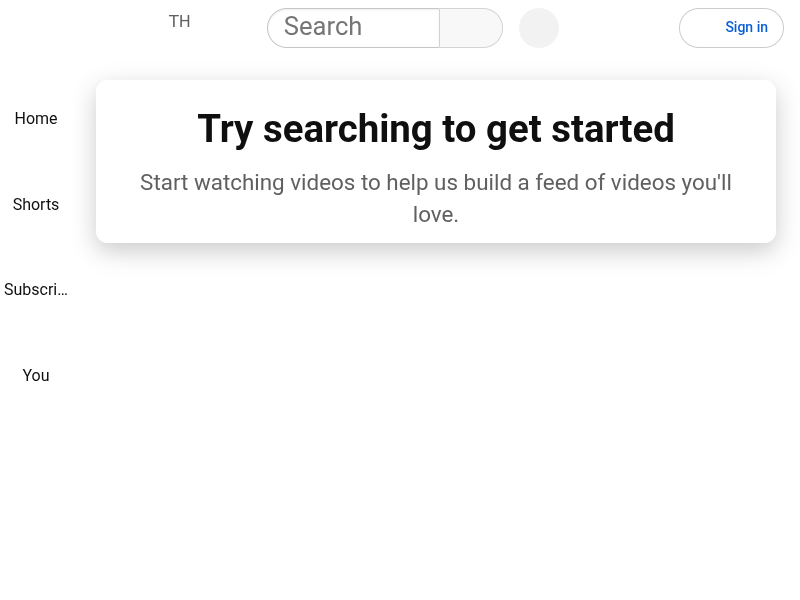 TH
Search
Sign in
Home
Shorts
Subscri...
You
Try searching to get started
Start watching videos to help us build a feed of videos you'll
love.